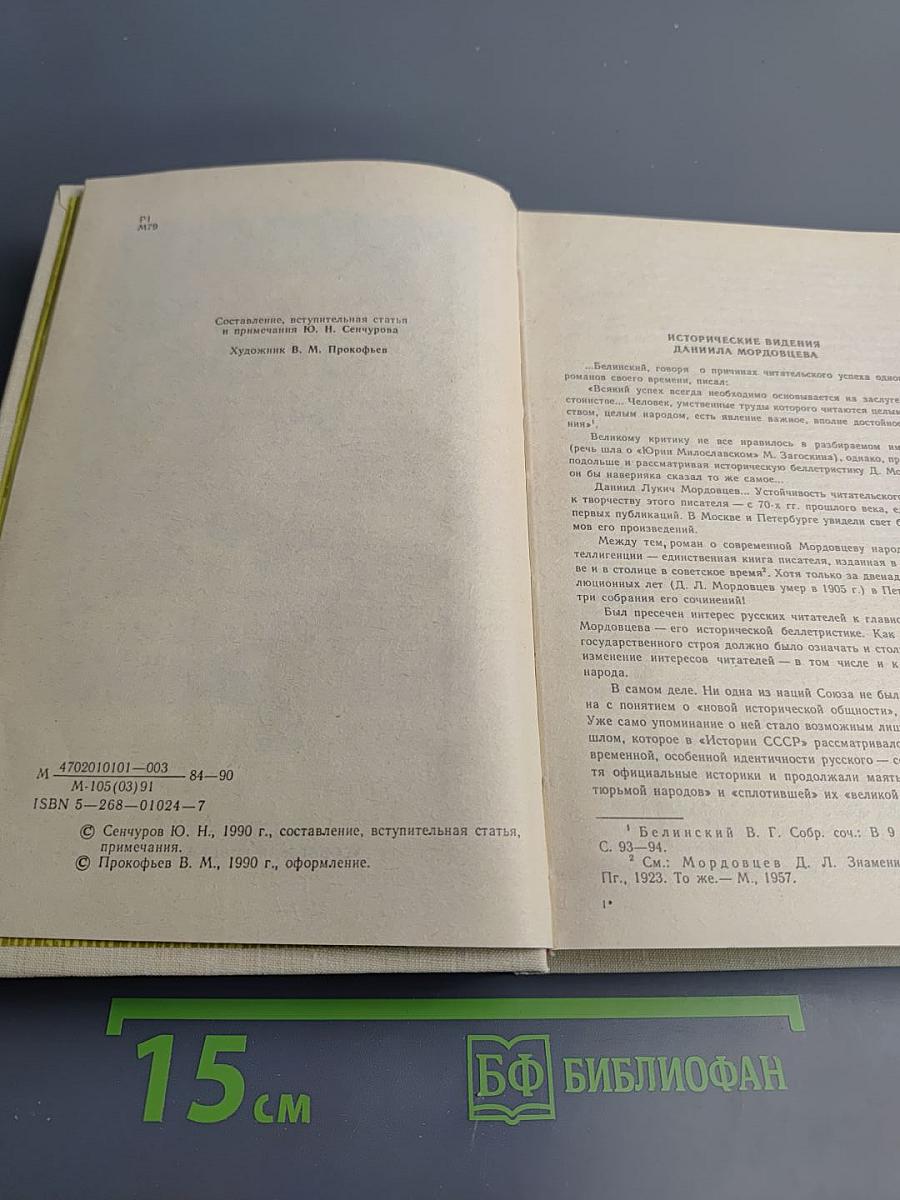 Р1
М79
Составление, вступительная статья
и примечания Ю. Н. Сенчурова
Художник В. М. Прокофьев
М 4702010101—003 84—90
М-105(03)91
ISBN 5—268—01024—7
© Сенчуров Ю. Н., 1990 г., составление, вступительная статья,
примечания.
© Прокофьев В. М., 1990 г., оформление.
ИСТОРИЧЕСКИЕ ВИДЕНИЯ
ДАНИИЛА МОРДОВЦЕВА
...Белинский, говоря о причинах читательского успеха одно
романов своего времени, писал:
«Всякий успех всегда необходимо основывается на заслуге
стоинстве... Человек, умственные труды которого читаются целым
ством, целым народом, есть явление важное, вполне достойное
ния»¹.
Великому критику не все нравилось в разбираемом им
(речь шла о «Юрии Милославском» М. Загоскина), однако, пр
подольше и рассматривая историческую беллетристику Д. Мо
он бы наверняка сказал то же самое...
Даниил Лукич Мордовцев... Устойчивость читательского
к творчеству этого писателя — с 70-х гг. прошлого века, е
первых публикаций. В Москве и Петербурге увидели свет б
мов его произведений.
Между тем, роман о современной Мордовцеву народ
теллигенции — единственная книга писателя, изданная в
ве и в столице в советское время². Хотя только за двенад
люционных лет (Д. Л. Мордовцев умер в 1905 г.) в Пет
три собрания его сочинений!
Был пресечен интерес русских читателей к главно
Мордовцева — его исторической беллетристике. Как
государственного строя должно было означать и стол
изменение интересов читателей — в том числе и к
народа.
В самом деле. Ни одна из наций Союза не был
на с понятием о «новой исторической общности»,
Уже само упоминание о ней стало возможным лиш
шлом, которое в «Истории СССР» рассматривало
временной, особенной идентичности русского — со
тя официальные историки и продолжали маять
тюрьмой народов» и «сплотившей» их «великой
¹ Белинский В. Г. Собр. соч.: В 9
С. 93—94.
² См.: Мордовцев Д. Л. Знамени
Пг., 1923. То же.— М., 1957.
1*
15 см
БФ БИБЛИОФАН